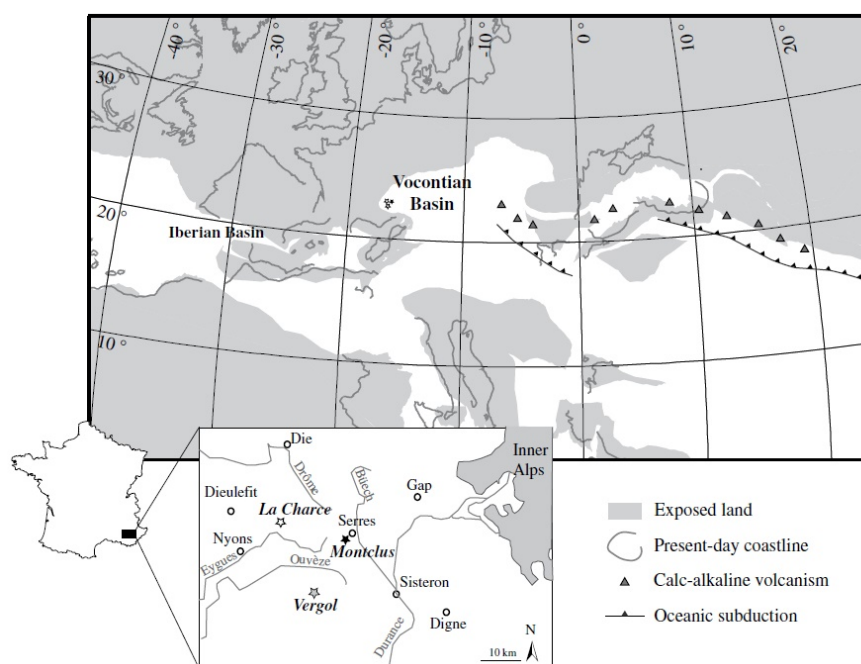 -40°
-30°
-20°
-10°
0°
10°
20°
30°
20°
10°
Vocontian
Basin
Iberian Basin
Die
Drôme
Büech
Gap
Inner
Alps
Dieulefit
La Charce
Serres
Montclus
Nyons
Eygues
Ouvèze
Vergol
Sisteron
Durance
Digne
10 km
N
Exposed land
Present-day coastline
Calc-alkaline volcanism
Oceanic subduction